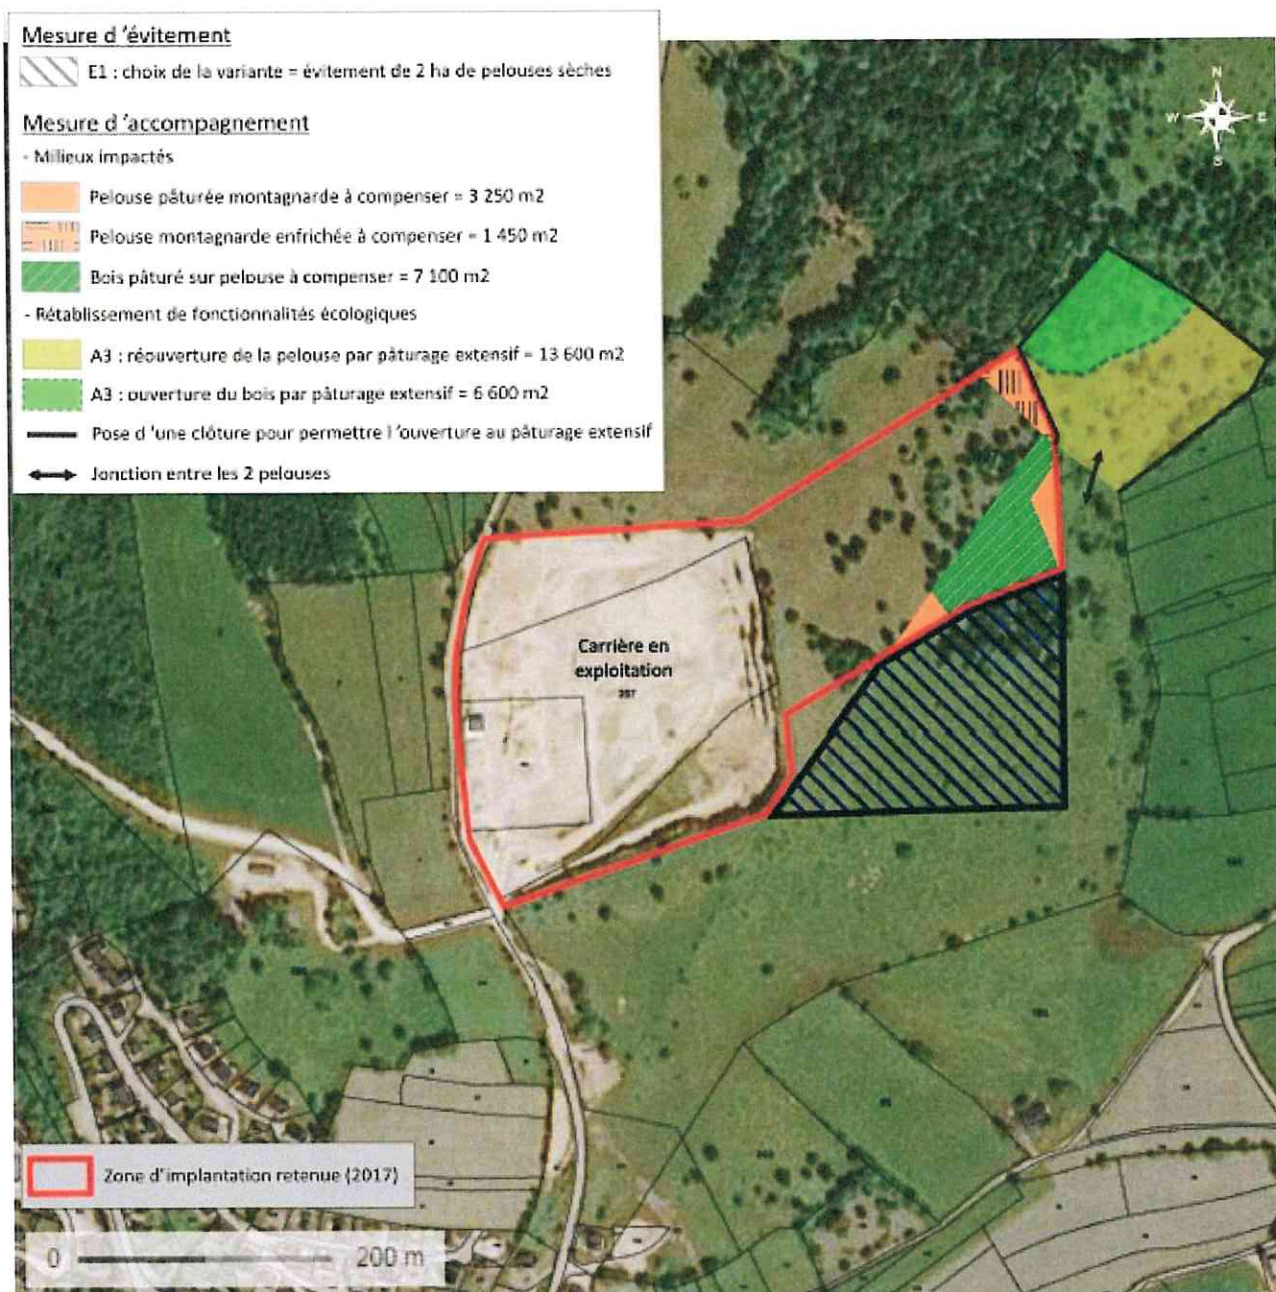 Mesure d 'évitement
E1 : choix de la variante = évitement de 2 ha de pelouses sèches
Mesure d 'accompagnement
- Milieux impactés
Pelouse pâturée montagnarde à compenser = 3 250 m2
Pelouse montagnarde enfrichée à compenser = 1 450 m2
Bois pâturé sur pelouse à compenser = 7 100 m2
- Rétablissement de fonctionnalités écologiques
A3 : réouverture de la pelouse par pâturage extensif = 13 600 m2
A3 : ouverture du bois par pâturage extensif = 6 600 m2
Pose d 'une clôture pour permettre l 'ouverture au pâturage extensif
Jonction entre les 2 pelouses
N
W E
S
Carrière en
exploitation
397
Zone d'implantation retenue (2017)
0 200 m